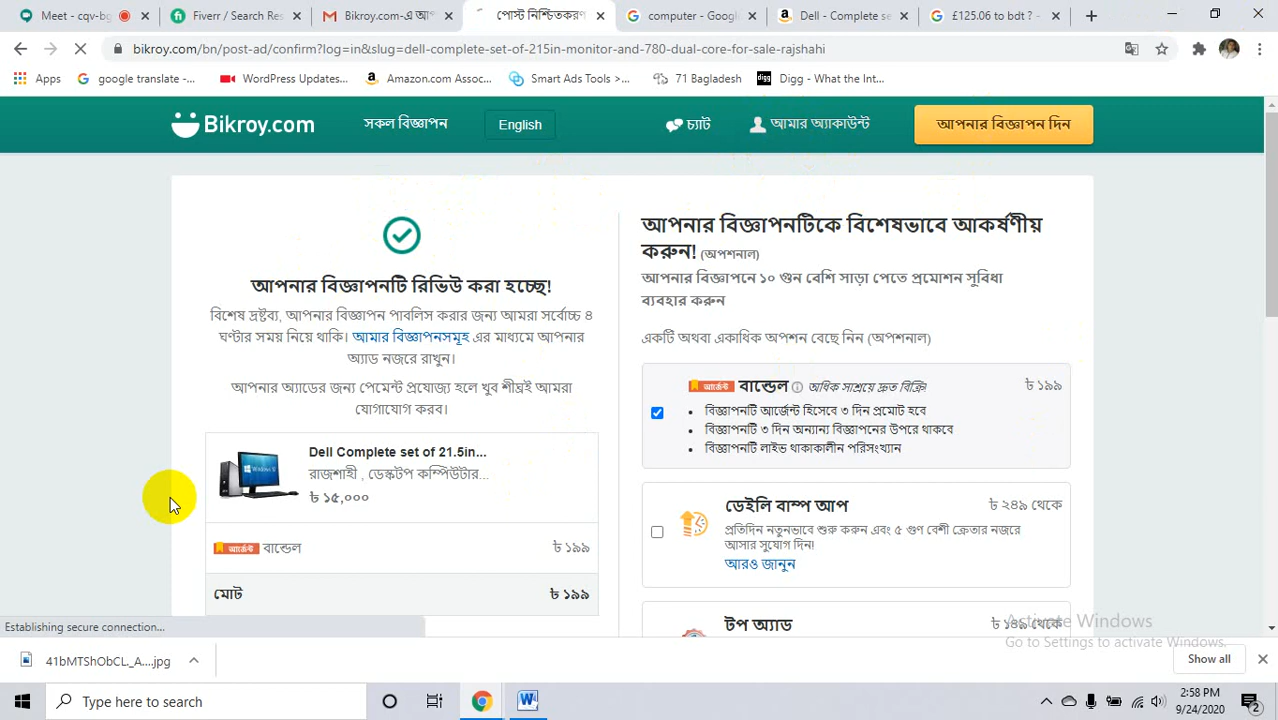 Meet - cqv-bg
Fiverr / Search Res
Bikroy.com-এ আপ
পোস্ট নিশ্চিতকরণ
computer - Googl
Dell - Complete se
£125.06 to bdt ? -
bikroy.com/bn/post-ad/confirm?log=in&slug=dell-complete-set-of-215in-monitor-and-780-dual-core-for-sale-rajshahi
Apps
google translate -...
WordPress Updates...
Amazon.com Assoc...
Smart Ads Tools >...
71 Bagladesh
Digg - What the Int...
Bikroy.com
সকল বিজ্ঞাপন
English
চ্যাট
আমার অ্যাকাউন্ট
আপনার বিজ্ঞাপন দিন
আপনার বিজ্ঞাপনটি রিভিউ করা হচ্ছে!
বিশেষ দ্রষ্টব্য, আপনার বিজ্ঞাপন পাবলিস করার জন্য আমরা সর্বোচ্চ ৪
ঘণ্টার সময় নিয়ে থাকি। আমার বিজ্ঞাপনসমূহ এর মাধ্যমে আপনার
অ্যাড নজরে রাখুন।
আপনার অ্যাডের জন্য পেমেন্ট প্রযোজ্য হলে খুব শীঘ্রই আমরা
যোগাযোগ করব।
Dell Complete set of 21.5in...
রাজশাহী , ডেস্কটপ কম্পিউটার...
৳ ১৫,০০০
আর্জেন্ট বান্ডেল ৳ ১৯৯
মোট ৳ ১৯৯
আপনার বিজ্ঞাপনটিকে বিশেষভাবে আকর্ষণীয়
করুন! (অপশনাল)
আপনার বিজ্ঞাপনে ১০ গুন বেশি সাড়া পেতে প্রমোশন সুবিধা
ব্যবহার করুন
একটি অথবা একাধিক অপশন বেছে নিন (অপশনাল)
আর্জেন্ট বান্ডেল অধিক সাশ্রয়ে দ্রুত বিক্রি! ৳ ১৯৯
বিজ্ঞাপনটি আর্জেন্ট হিসেবে ৩ দিন প্রমোট হবে
বিজ্ঞাপনটি ৩ দিন অন্যান্য বিজ্ঞাপনের উপরে থাকবে
বিজ্ঞাপনটি লাইভ থাকাকালীন পরিসংখ্যান
ডেইলি বাম্প আপ ৳ ২৪৯ থেকে
প্রতিদিন নতুনভাবে শুরু করুন এবং ৫ গুণ বেশী ক্রেতার নজরে
আসার সুযোগ দিন!
আরও জানুন
টপ অ্যাড ৳ ১৪৯ থেকে
Activate Windows
Go to Settings to activate Windows.
Establishing secure connection...
41bMTShObCL._A....jpg
Show all
Type here to search
2:58 PM
9/24/2020
2